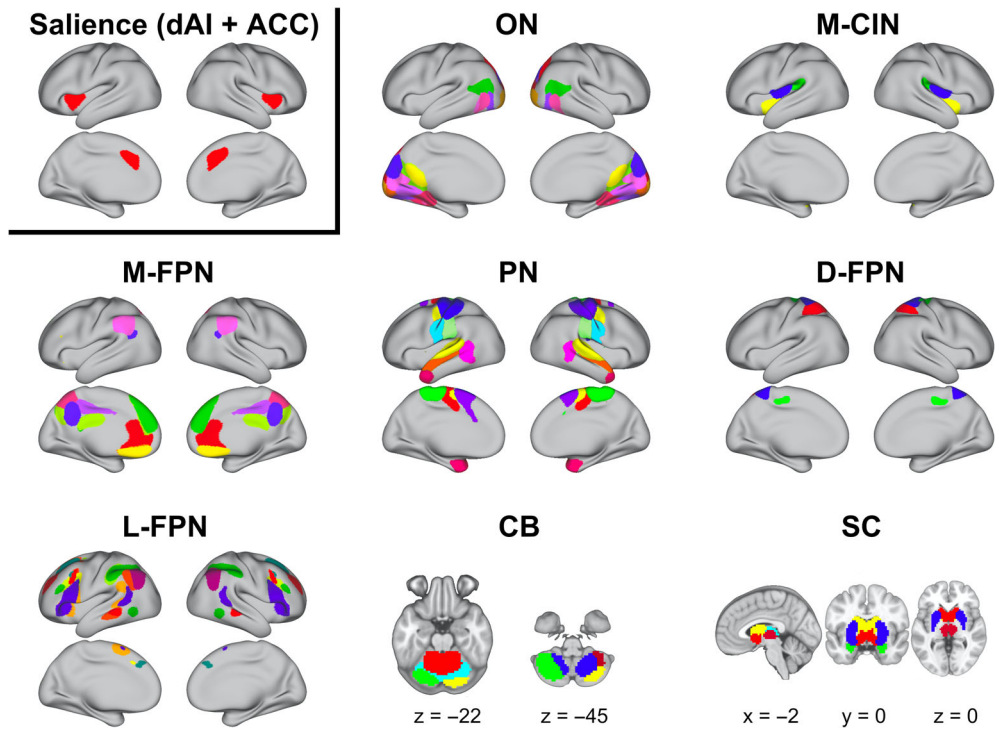 Salience (dAI + ACC)
ON
M-CIN
M-FPN
PN
D-FPN
L-FPN
CB
SC
z = −22
z = −45
x = −2
y = 0
z = 0